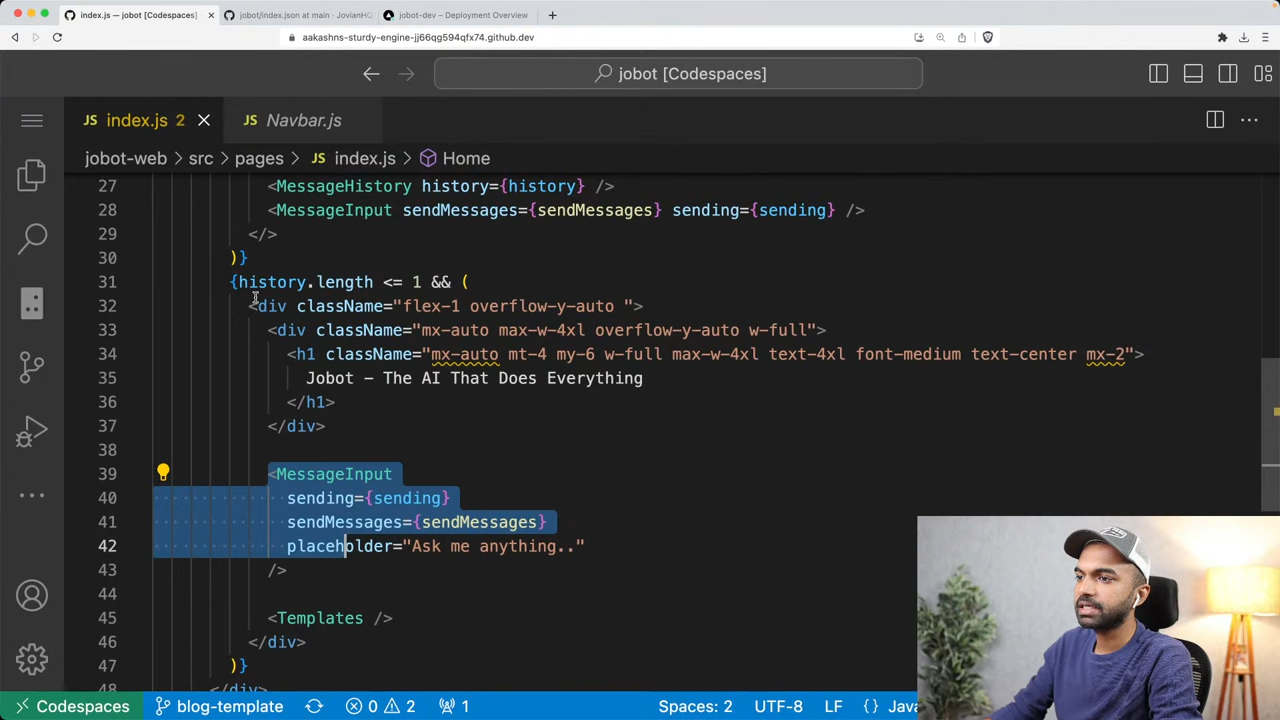 index.js — jobot [Codespaces]
jobot/index.json at main · JovianHQ
jobot-dev – Deployment Overview
aakashns-sturdy-engine-jj66qg594qfx74.github.dev
jobot [Codespaces]
JS index.js 2
JS Navbar.js
jobot-web > src > pages > JS index.js > Home
27 <MessageHistory history={history} />
28 <MessageInput sendMessages={sendMessages} sending={sending} />
29 </>
30 )}
31 {history.length <= 1 && (
32 <div className="flex-1 overflow-y-auto ">
33 <div className="mx-auto max-w-4xl overflow-y-auto w-full">
34 <h1 className="mx-auto mt-4 my-6 w-full max-w-4xl text-4xl font-medium text-center mx-2">
35 Jobot - The AI That Does Everything
36 </h1>
37 </div>
38
39 <MessageInput
40 sending={sending}
41 sendMessages={sendMessages}
42 placeholder="Ask me anything.."
43 />
44
45 <Templates />
46 </div>
47 )}
48 </div>
Codespaces blog-template 0 2 1 Spaces: 2 UTF-8 LF {} Java